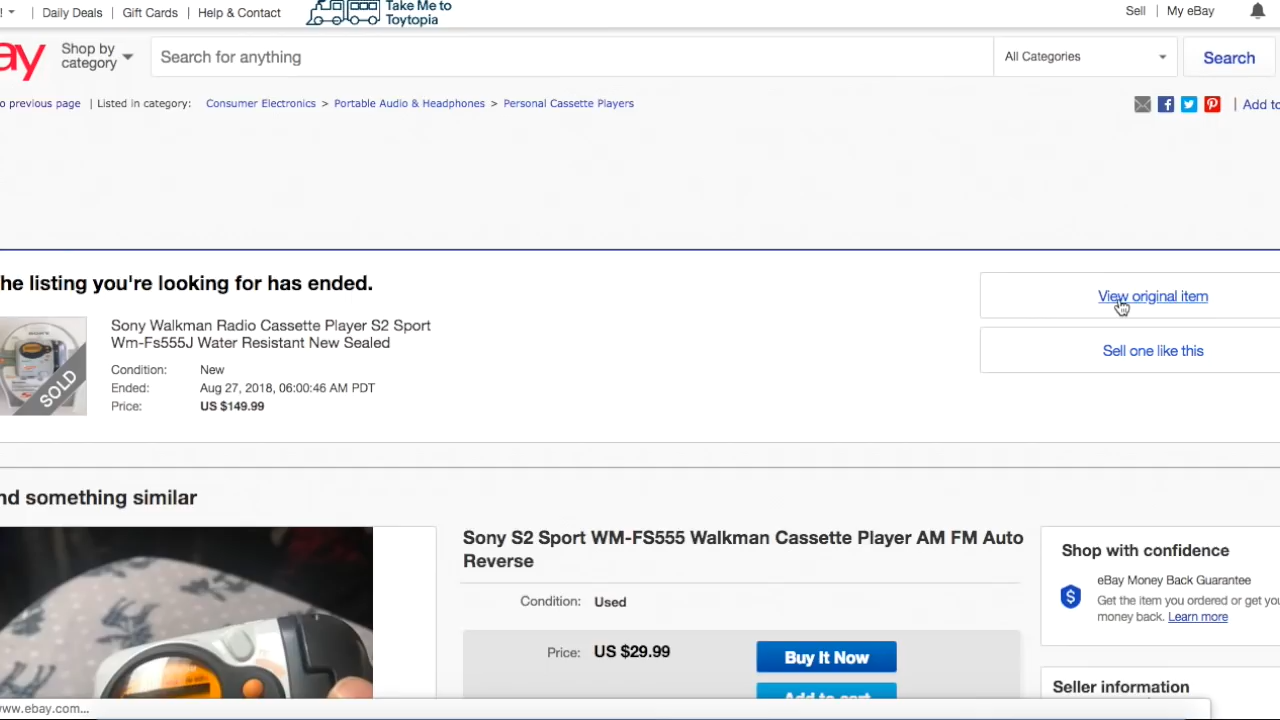 Daily Deals | Gift Cards | Help & Contact
Take Me to
Toytopia
Sell | My eBay
ay
Shop by
category
Search for anything
All Categories
Search
o previous page | Listed in category: Consumer Electronics > Portable Audio & Headphones > Personal Cassette Players
| Add to
he listing you're looking for has ended.
View original item
Sony Walkman Radio Cassette Player S2 Sport
Wm-Fs555J Water Resistant New Sealed
Sell one like this
Condition: New
Ended: Aug 27, 2018, 06:00:46 AM PDT
Price: US $149.99
SOLD
nd something similar
Sony S2 Sport WM-FS555 Walkman Cassette Player AM FM Auto
Reverse
Condition: Used
Price: US $29.99
Buy It Now
Add to cart
Shop with confidence
eBay Money Back Guarantee
Get the item you ordered or get you
money back. Learn more
Seller information
www.ebay.com...